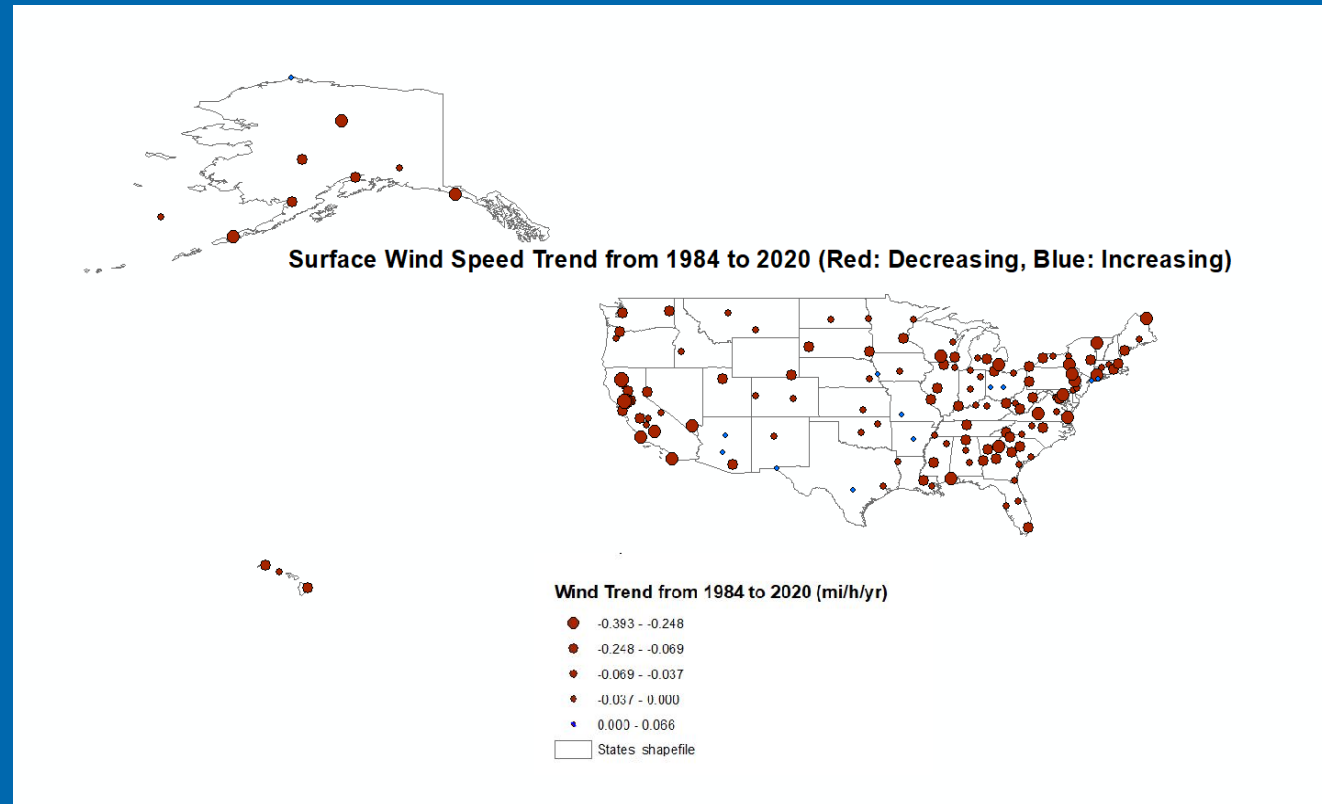 Surface Wind Speed Trend from 1984 to 2020 (Red: Decreasing, Blue: Increasing)
Wind Trend from 1984 to 2020 (mi/h/yr)
-0.393 - -0.248
-0.248 - -0.069
-0.069 - -0.037
-0.037 - 0.000
0.000 - 0.066
States shapefile